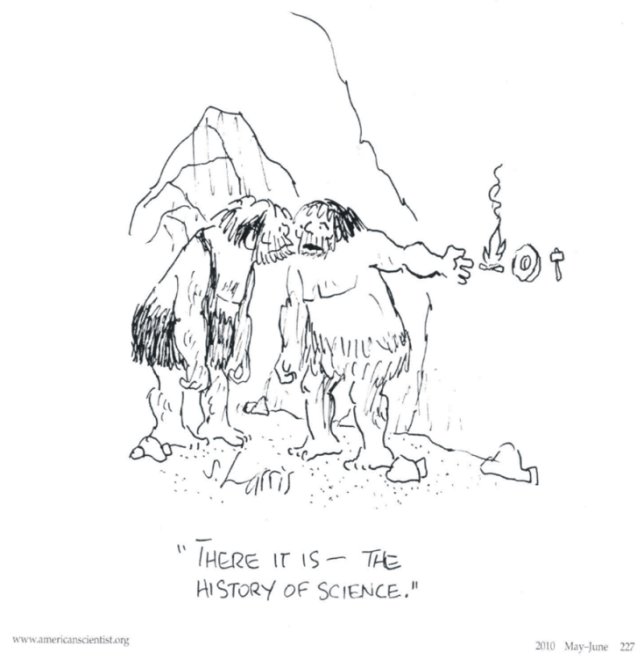 S. Harris
"THERE IT IS — THE
HISTORY OF SCIENCE."
www.americanscientist.org
2010 May–June 227